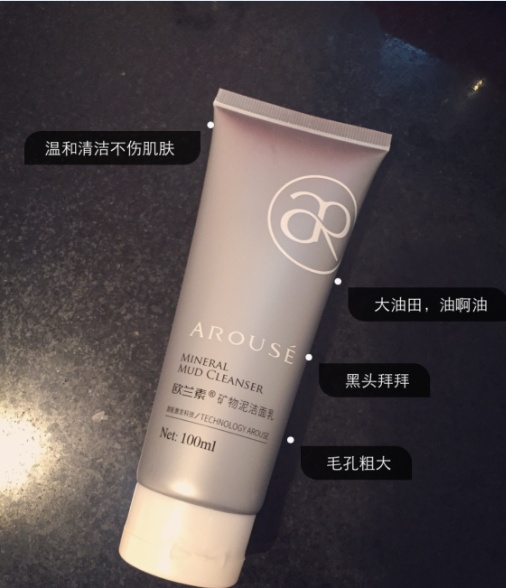 温和清洁不伤肌肤
大油田，油啊油
AROUSÉ
黑头拜拜
MINERAL
MUD CLEANSER
欧兰素®矿物泥洁面乳
/TECHNOLOGY AROUSE
Net: 100ml
毛孔粗大